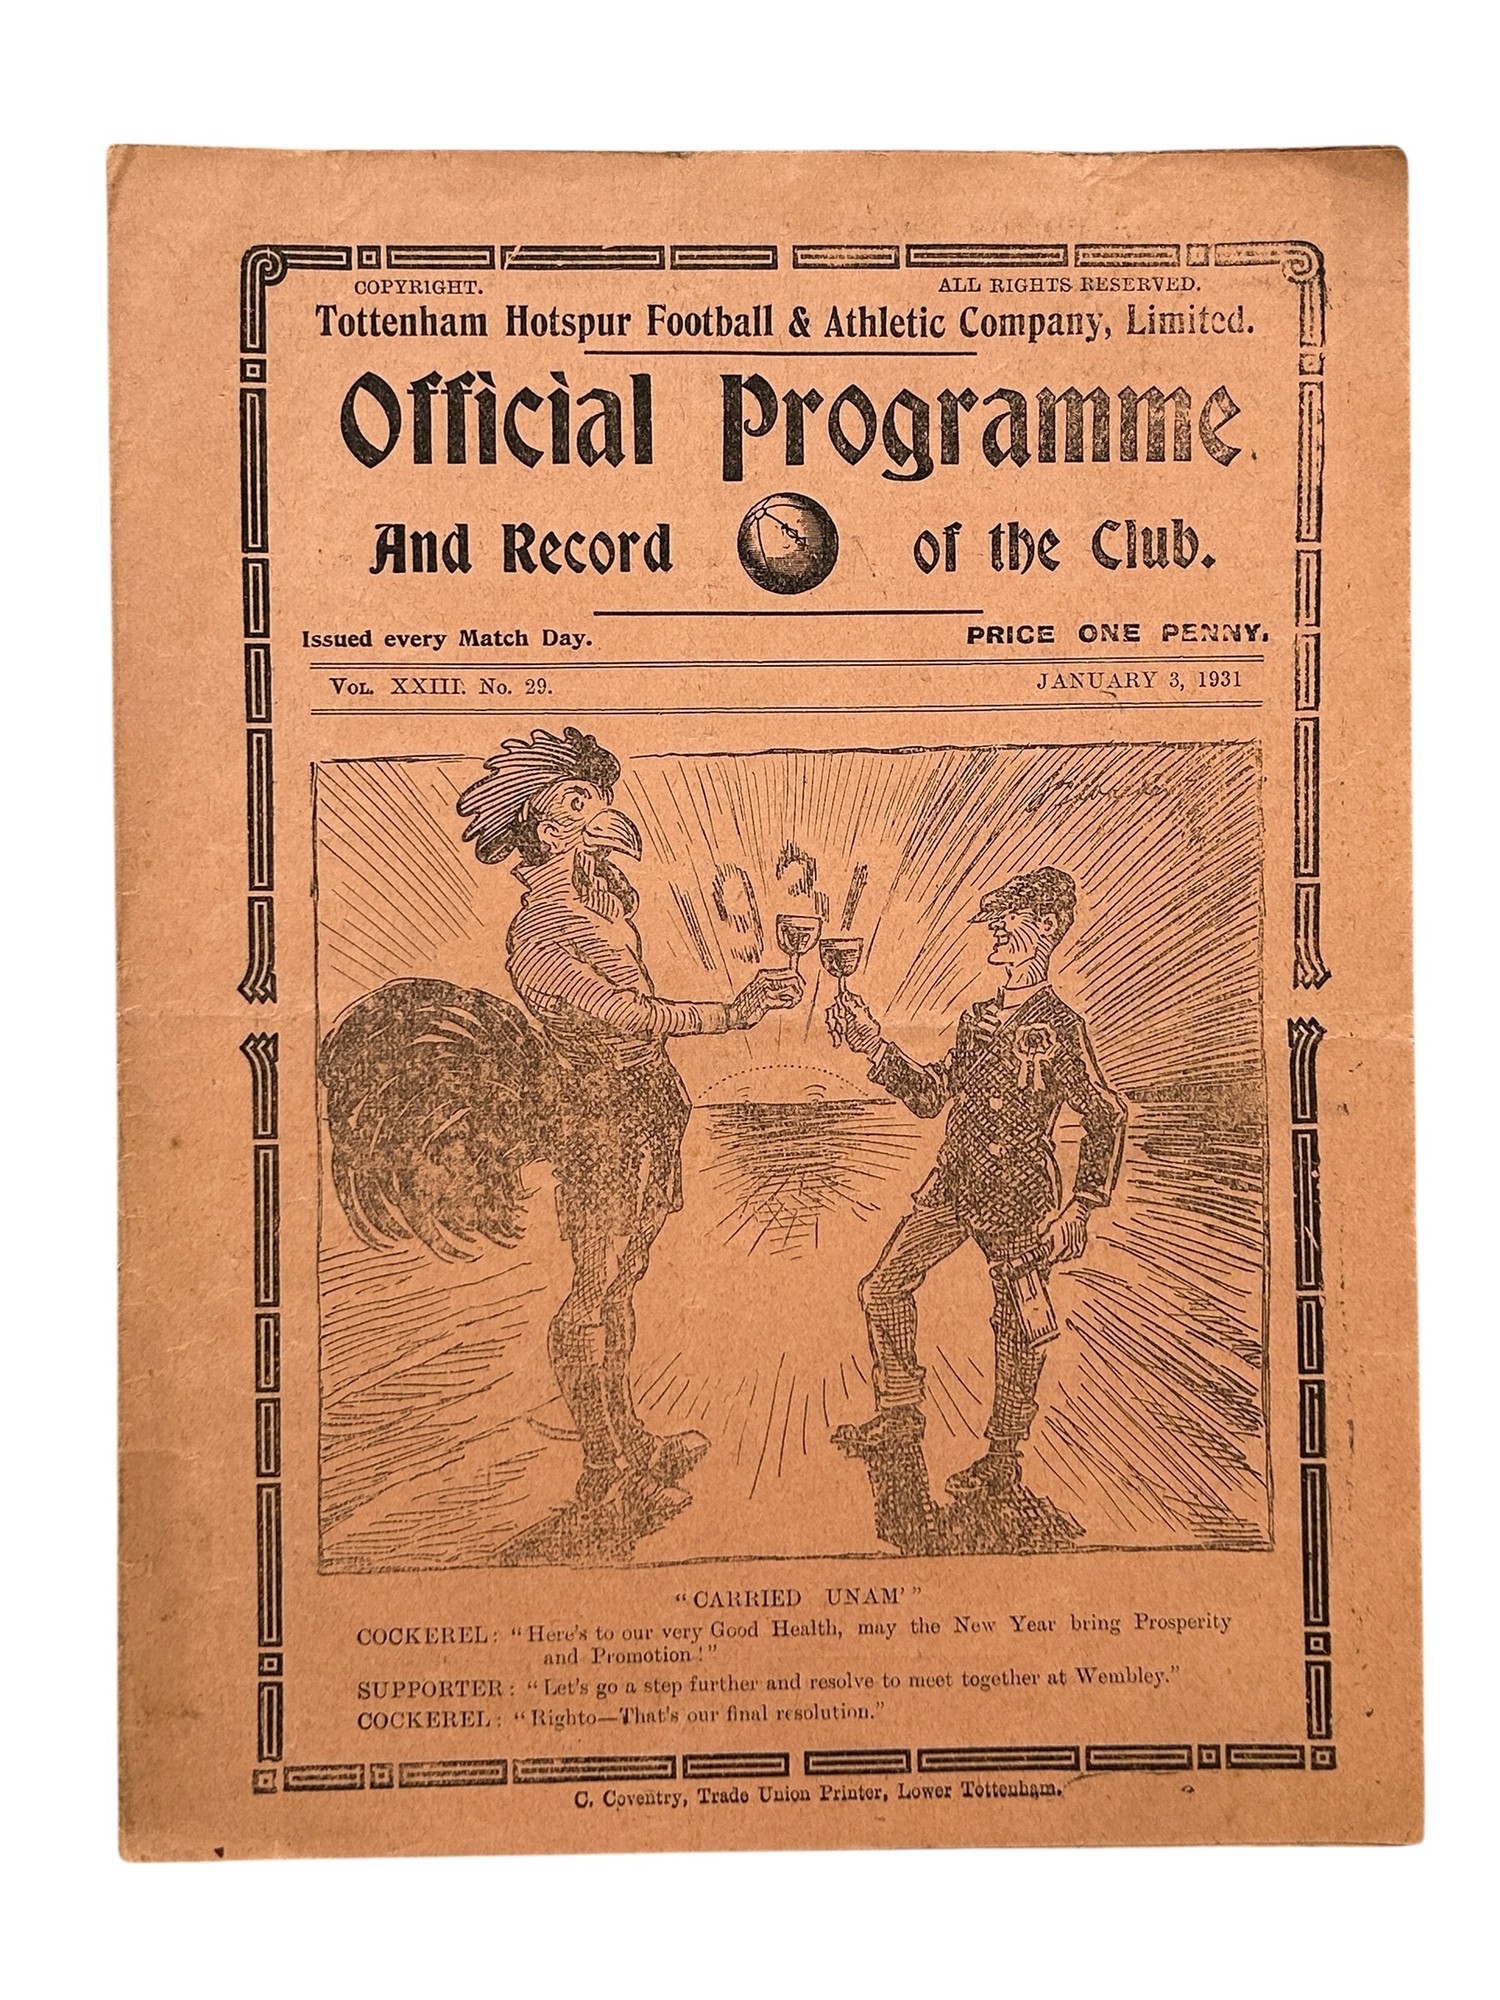 COPYRIGHT. ALL RIGHTS RESERVED.
Tottenham Hotspur Football & Athletic Company, Limited.
Official Programme
And Record of the Club.
Issued every Match Day. PRICE ONE PENNY.
VOL. XXIII. No. 29. JANUARY 3, 1931
"CARRIED UNAM'"
COCKEREL: "Here's to our very Good Health, may the New Year bring Prosperity
and Promotion!"
SUPPORTER: "Let's go a step further and resolve to meet together at Wembley."
COCKEREL: "Righto—That's our final resolution."
C. Coventry, Trade Union Printer, Lower Tottenham.